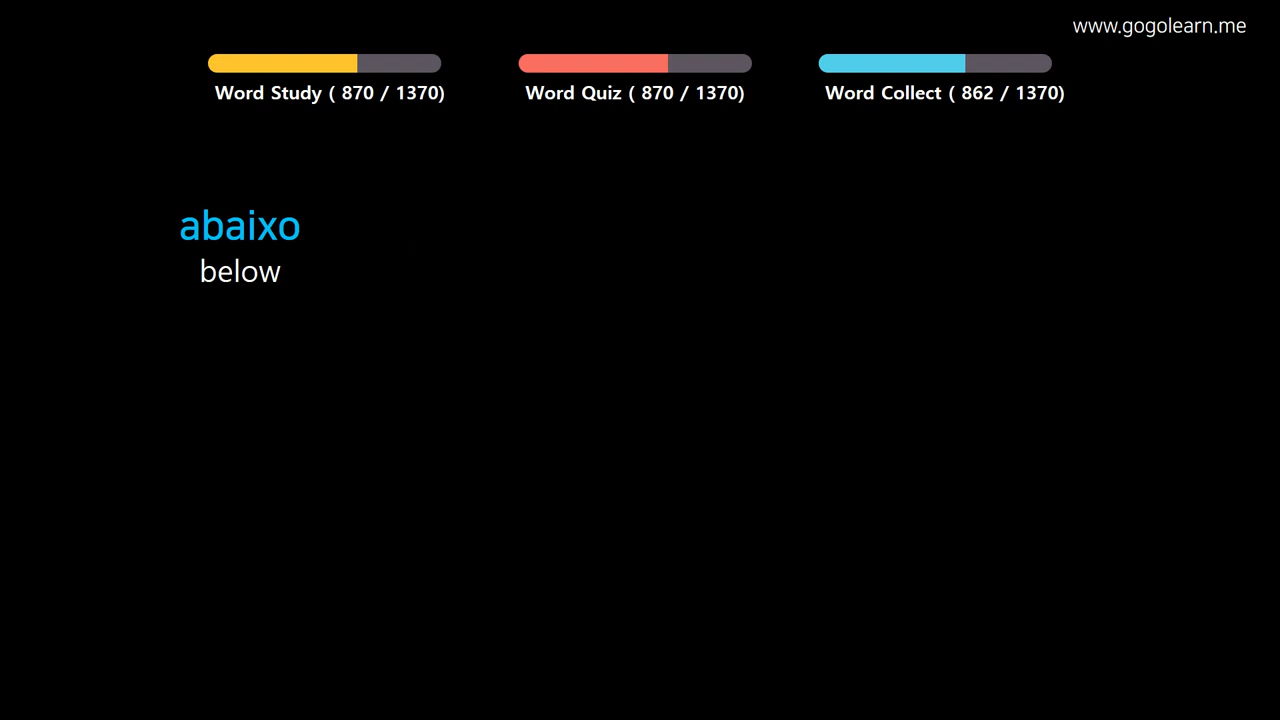 www.gogolearn.me
Word Study ( 870 / 1370)
Word Quiz ( 870 / 1370)
Word Collect ( 862 / 1370)
abaixo
below